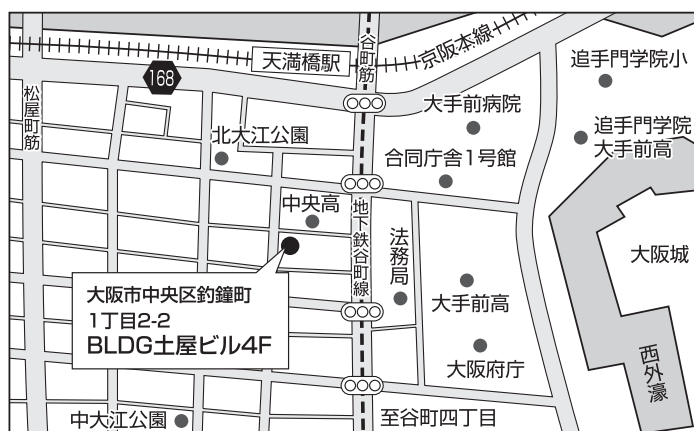 天満橋駅
谷町筋
京阪本線
追手門学院小
168
松屋町筋
大手前病院
追手門学院
大手前高
北大江公園
合同庁舎1号館
中央高
地下鉄谷町線
法務局
大阪城
大阪市中央区釣鐘町
1丁目2-2
BLDG土屋ビル4F
大手前高
大阪府庁
西外濠
中大江公園
至谷町四丁目